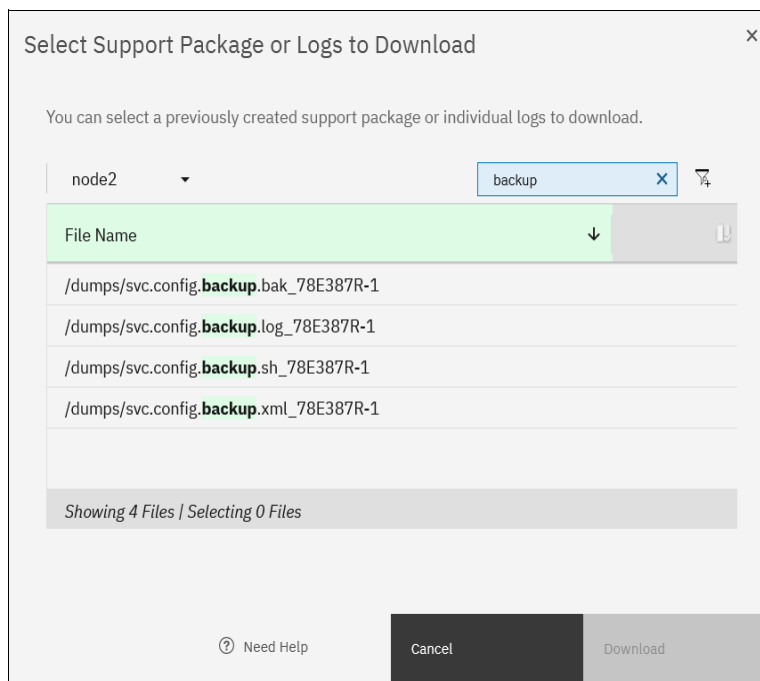 Select Support Package or Logs to Download
You can select a previously created support package or individual logs to download.
node2 backup
File Name
/dumps/svc.config.backup.bak_78E387R-1
/dumps/svc.config.backup.log_78E387R-1
/dumps/svc.config.backup.sh_78E387R-1
/dumps/svc.config.backup.xml_78E387R-1
Showing 4 Files | Selecting 0 Files
Need Help Cancel Download